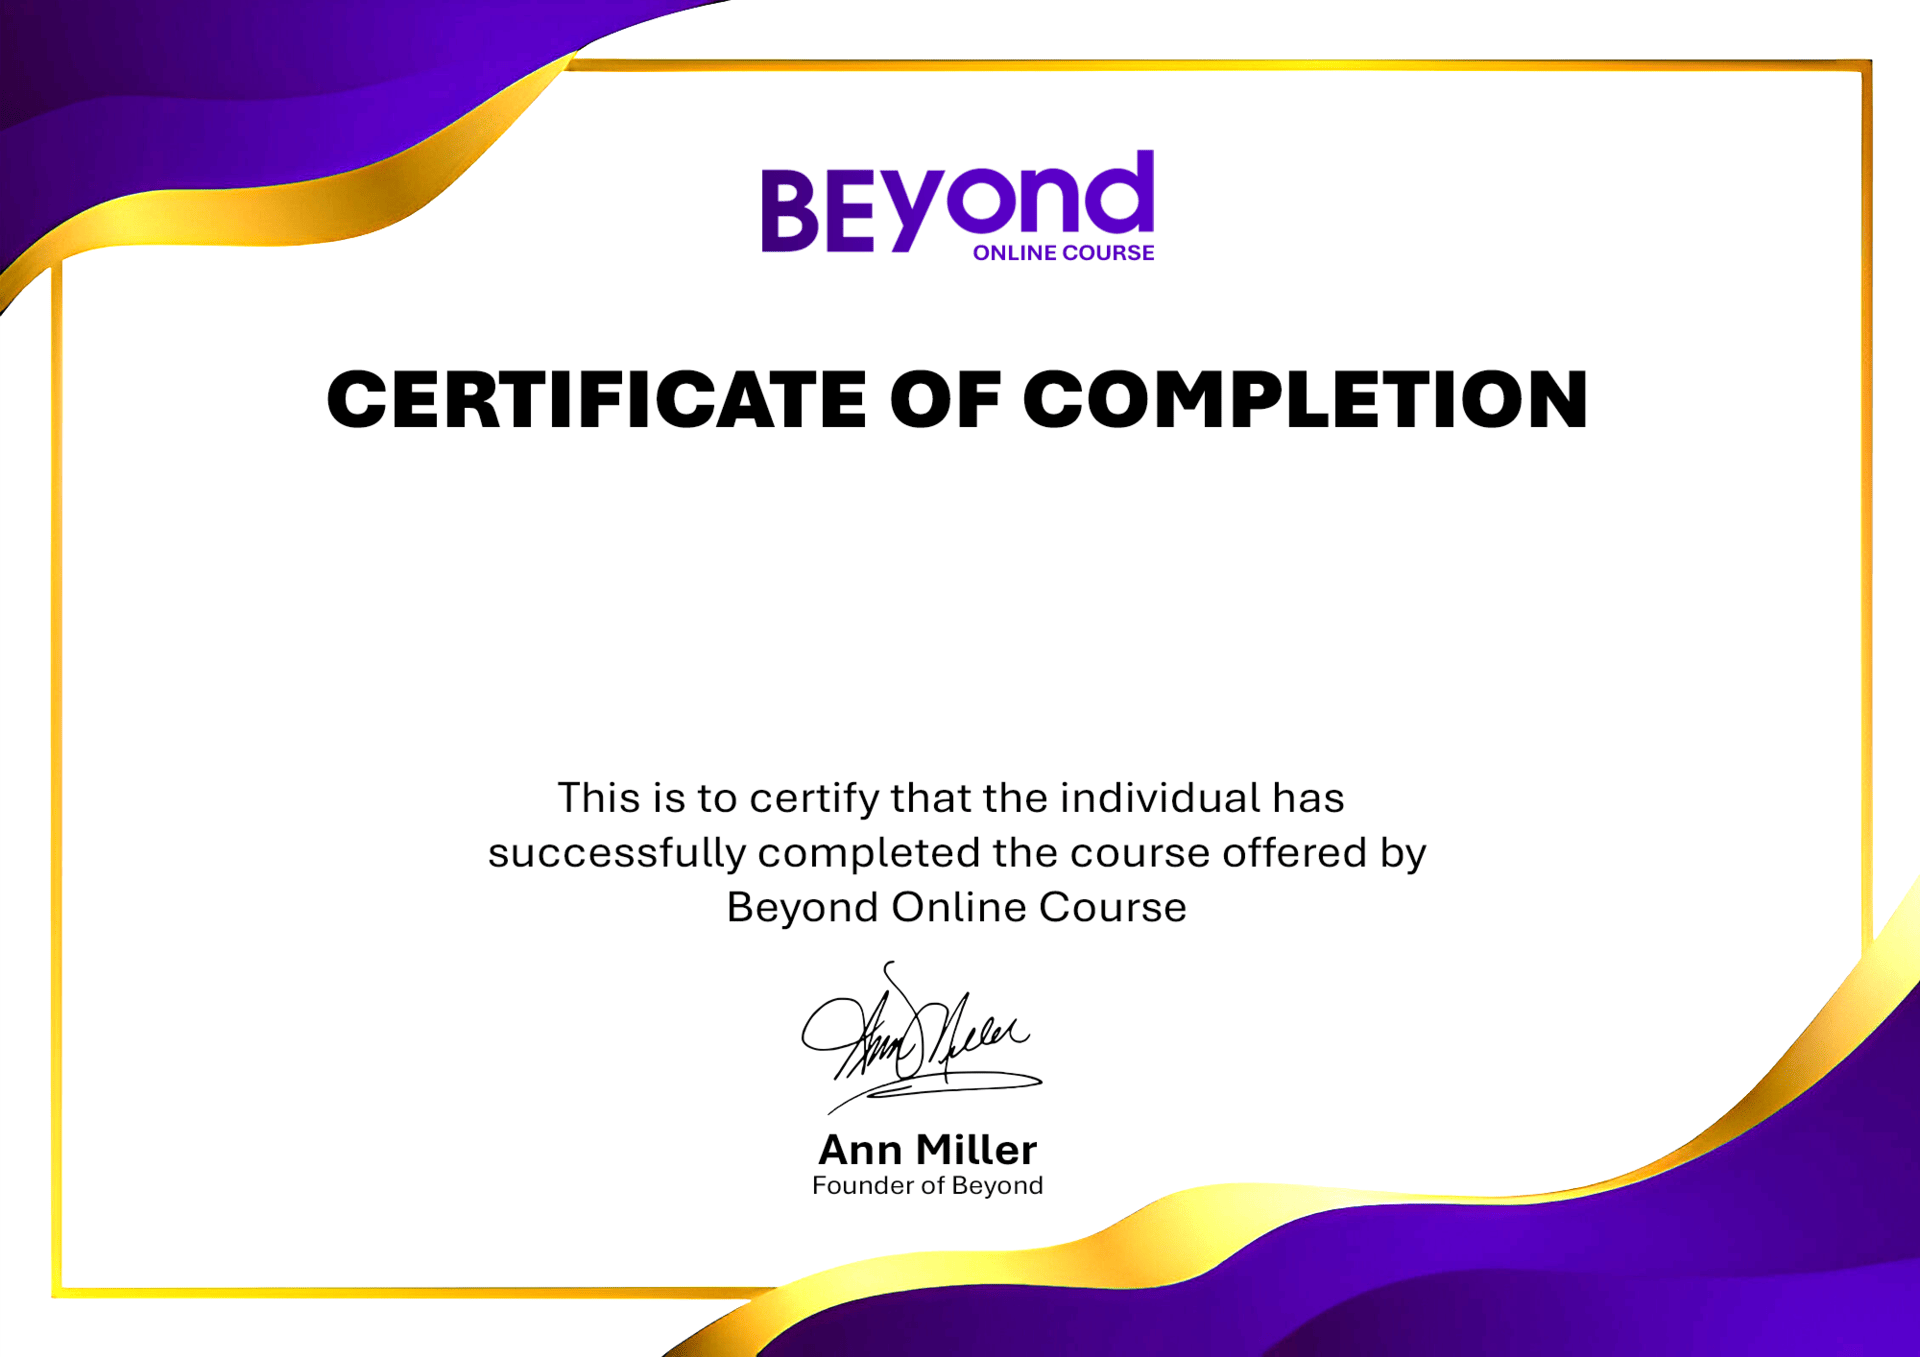 BEyond
ONLINE COURSE
CERTIFICATE OF COMPLETION
This is to certify that the individual has
successfully completed the course offered by
Beyond Online Course
Ann Miller
Ann Miller
Founder of Beyond